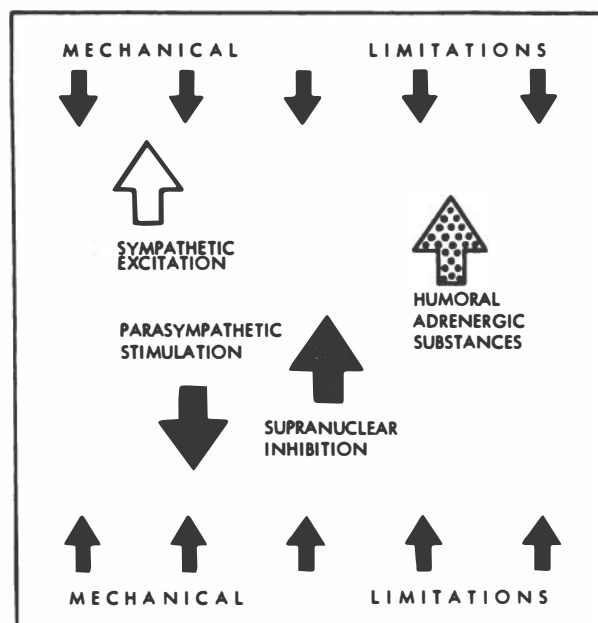 MECHANICAL LIMITATIONS
SYMPATHETIC
EXCITATION
HUMORAL
ADRENERGIC
SUBSTANCES
PARASYMPATHETIC
STIMULATION
SUPRANUCLEAR
INHIBITION
MECHANICAL LIMITATIONS